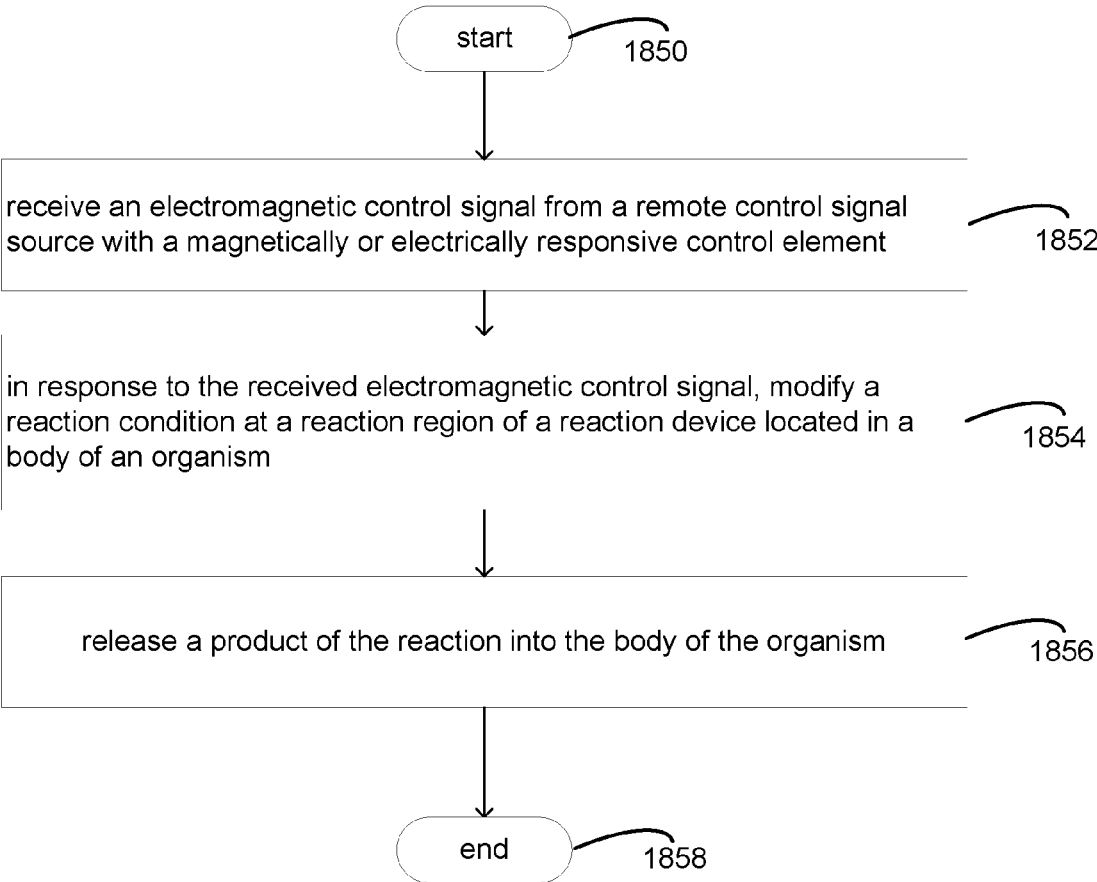 start
1850
receive an electromagnetic control signal from a remote control signal
source with a magnetically or electrically responsive control element
1852
in response to the received electromagnetic control signal, modify a
reaction condition at a reaction region of a reaction device located in a
body of an organism
1854
release a product of the reaction into the body of the organism
1856
end
1858